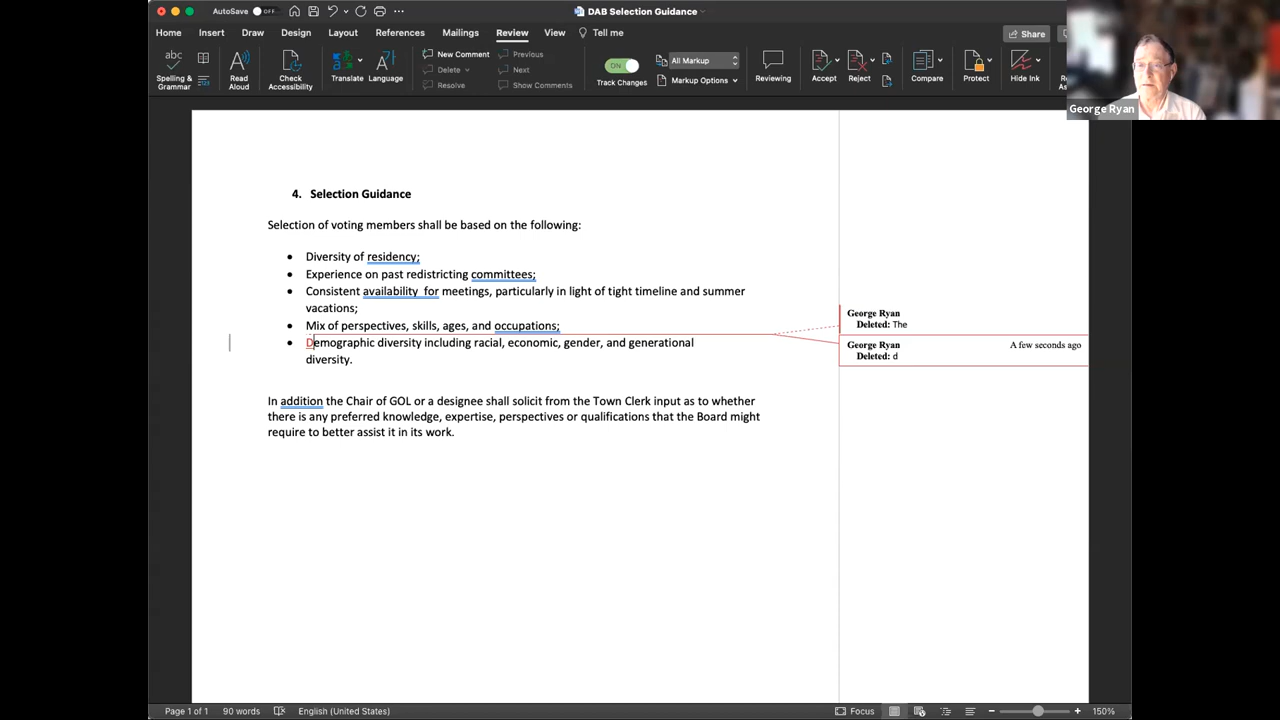 AutoSave OFF
DAB Selection Guidance
Home Insert Draw Design Layout References Mailings Review View Tell me
Share
abc
Spelling & Grammar
Read Aloud
Check Accessibility
Translate
Language
New Comment
Delete
Resolve
Previous
Next
Show Comments
ON
Track Changes
All Markup
Markup Options
Reviewing
Accept
Reject
Compare
Protect
Hide Ink
George Ryan
4. Selection Guidance
Selection of voting members shall be based on the following:
• Diversity of residency;
• Experience on past redistricting committees;
• Consistent availability for meetings, particularly in light of tight timeline and summer
vacations;
• Mix of perspectives, skills, ages, and occupations;
• Demographic diversity including racial, economic, gender, and generational
diversity.
In addition the Chair of GOL or a designee shall solicit from the Town Clerk input as to whether
there is any preferred knowledge, expertise, perspectives or qualifications that the Board might
require to better assist it in its work.
George Ryan
Deleted: The
George Ryan A few seconds ago
Deleted: d
Page 1 of 1 90 words English (United States) Focus 150%